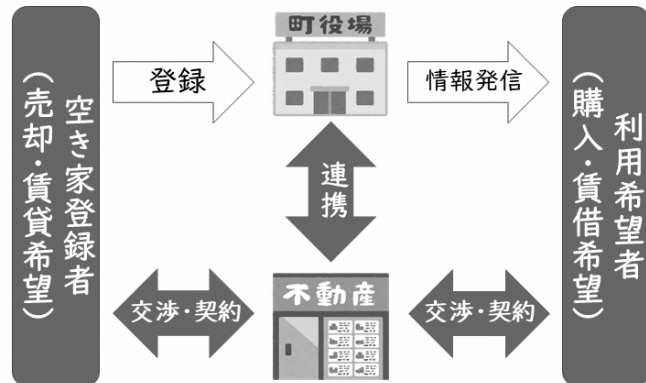 町役場
登録
情報発信
空き家登録者
(売却・賃貸希望)
利用希望者
(購入・賃借希望)
連携
不動産
交渉・契約
交渉・契約